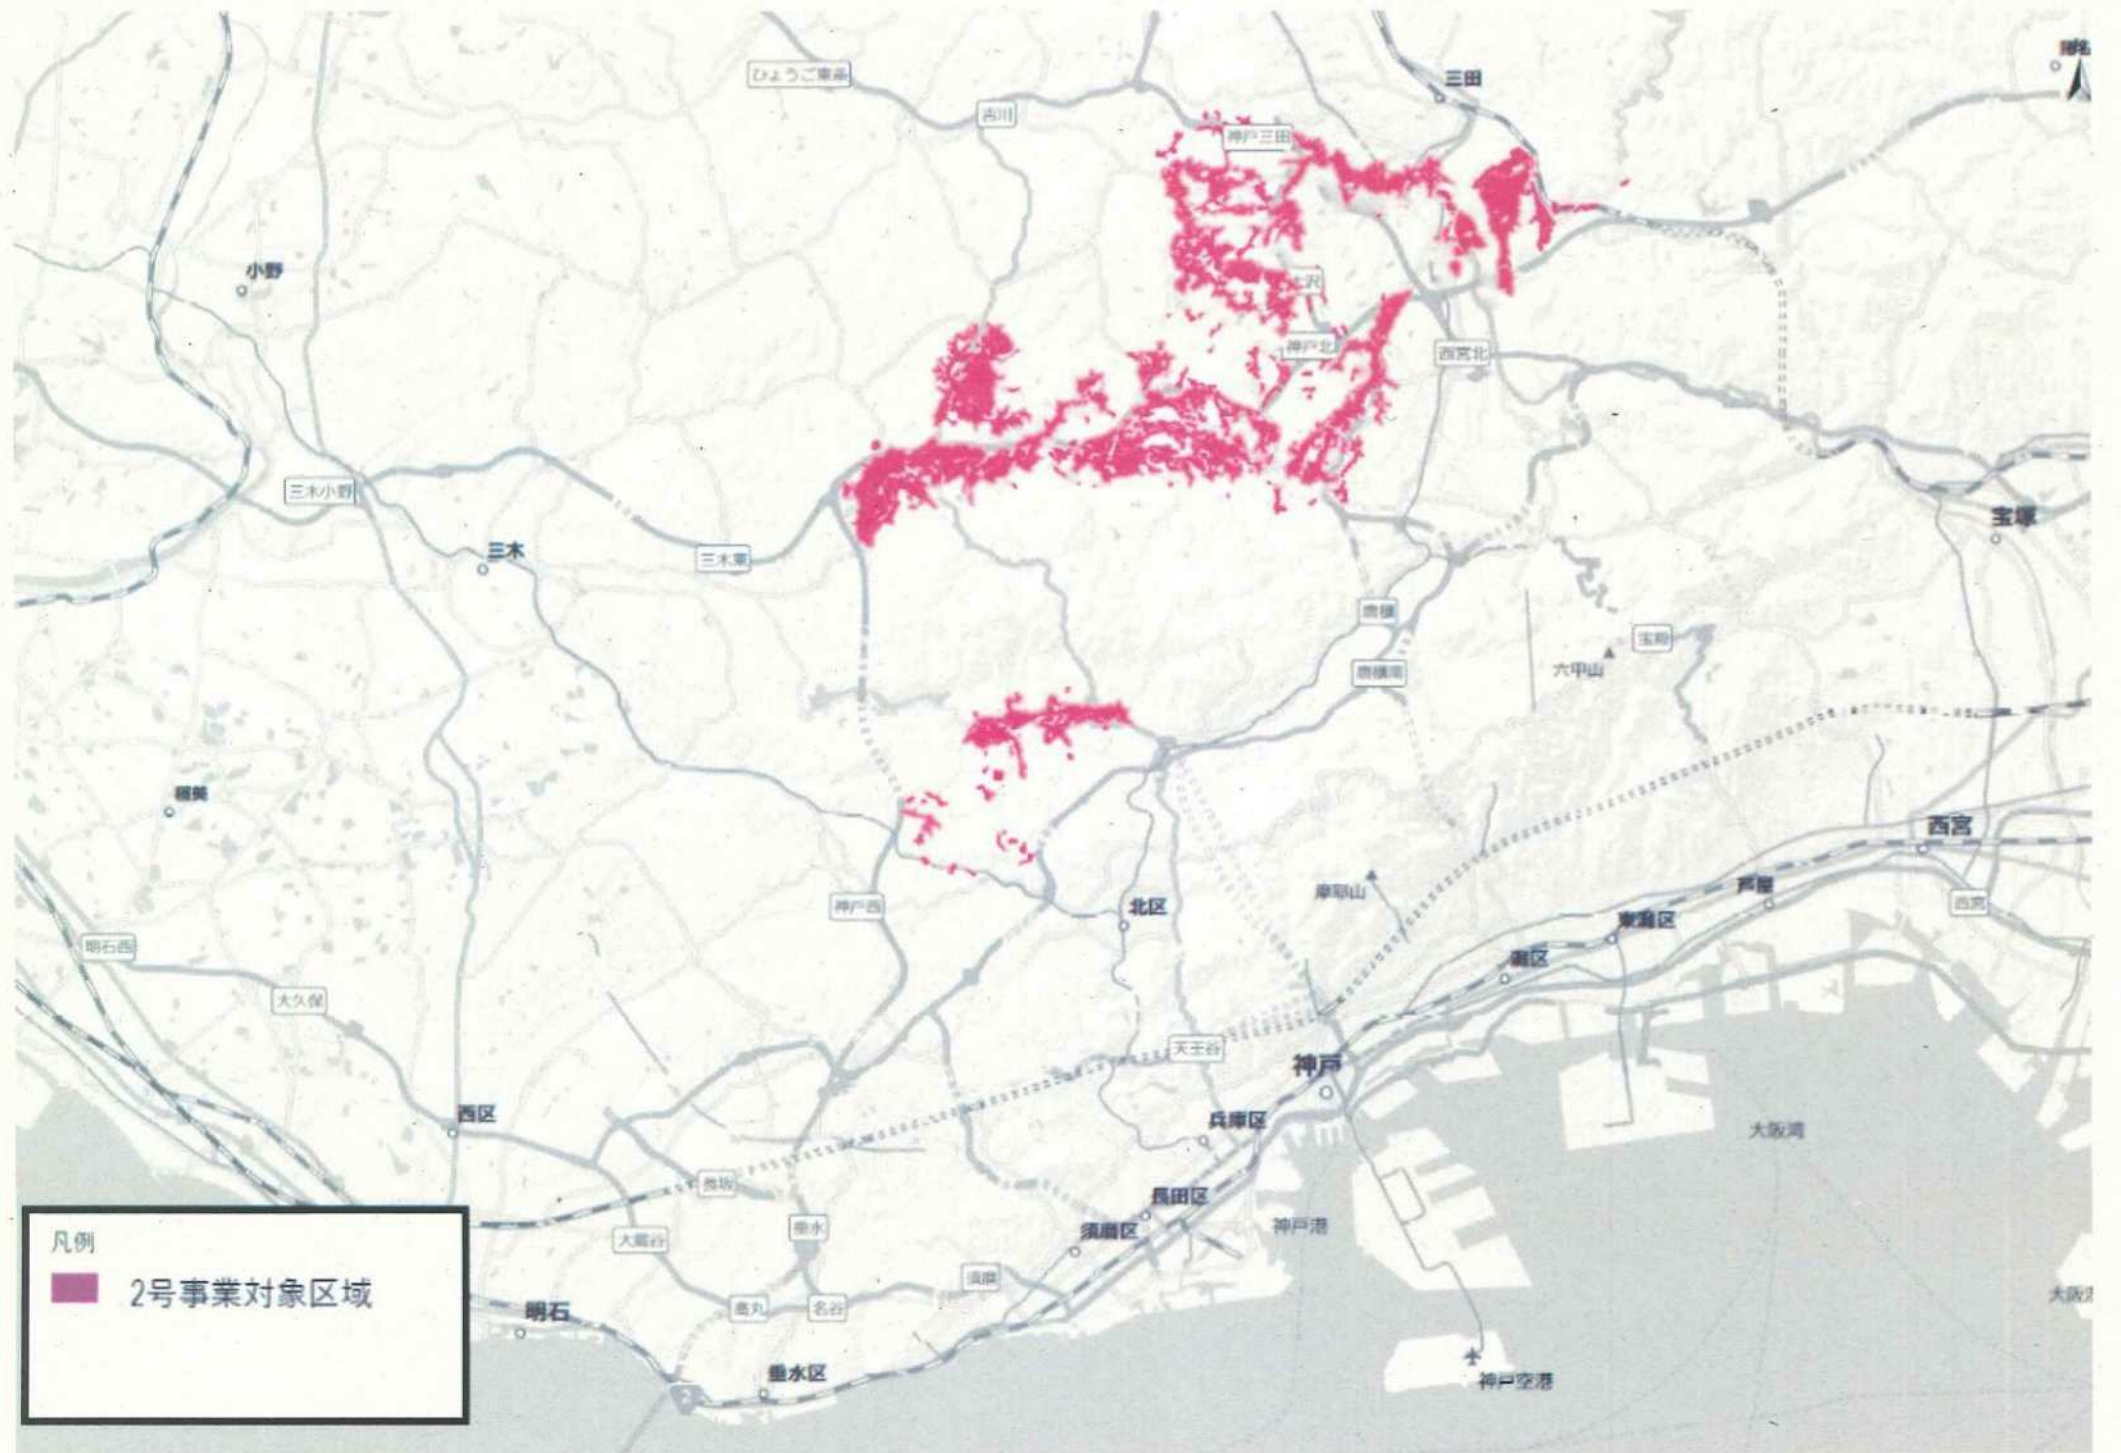 ひょうご東条
吉川
三田
神戸三田
小野
大沢
神戸北
西宮北
三木小野
三木
三木東
宝塚
唐櫃
唐櫃南
宝殿
六甲山
稲美
西宮
芦屋
西宮
摩耶山
東灘区
灘区
北区
神戸西
明石西
大久保
天王谷
神戸
兵庫区
大阪湾
西区
長田区
須磨区
神戸港
垂水
大蔵谷
須磨
高丸
名谷
明石
垂水区
神戸空港
凡例
2号事業対象区域